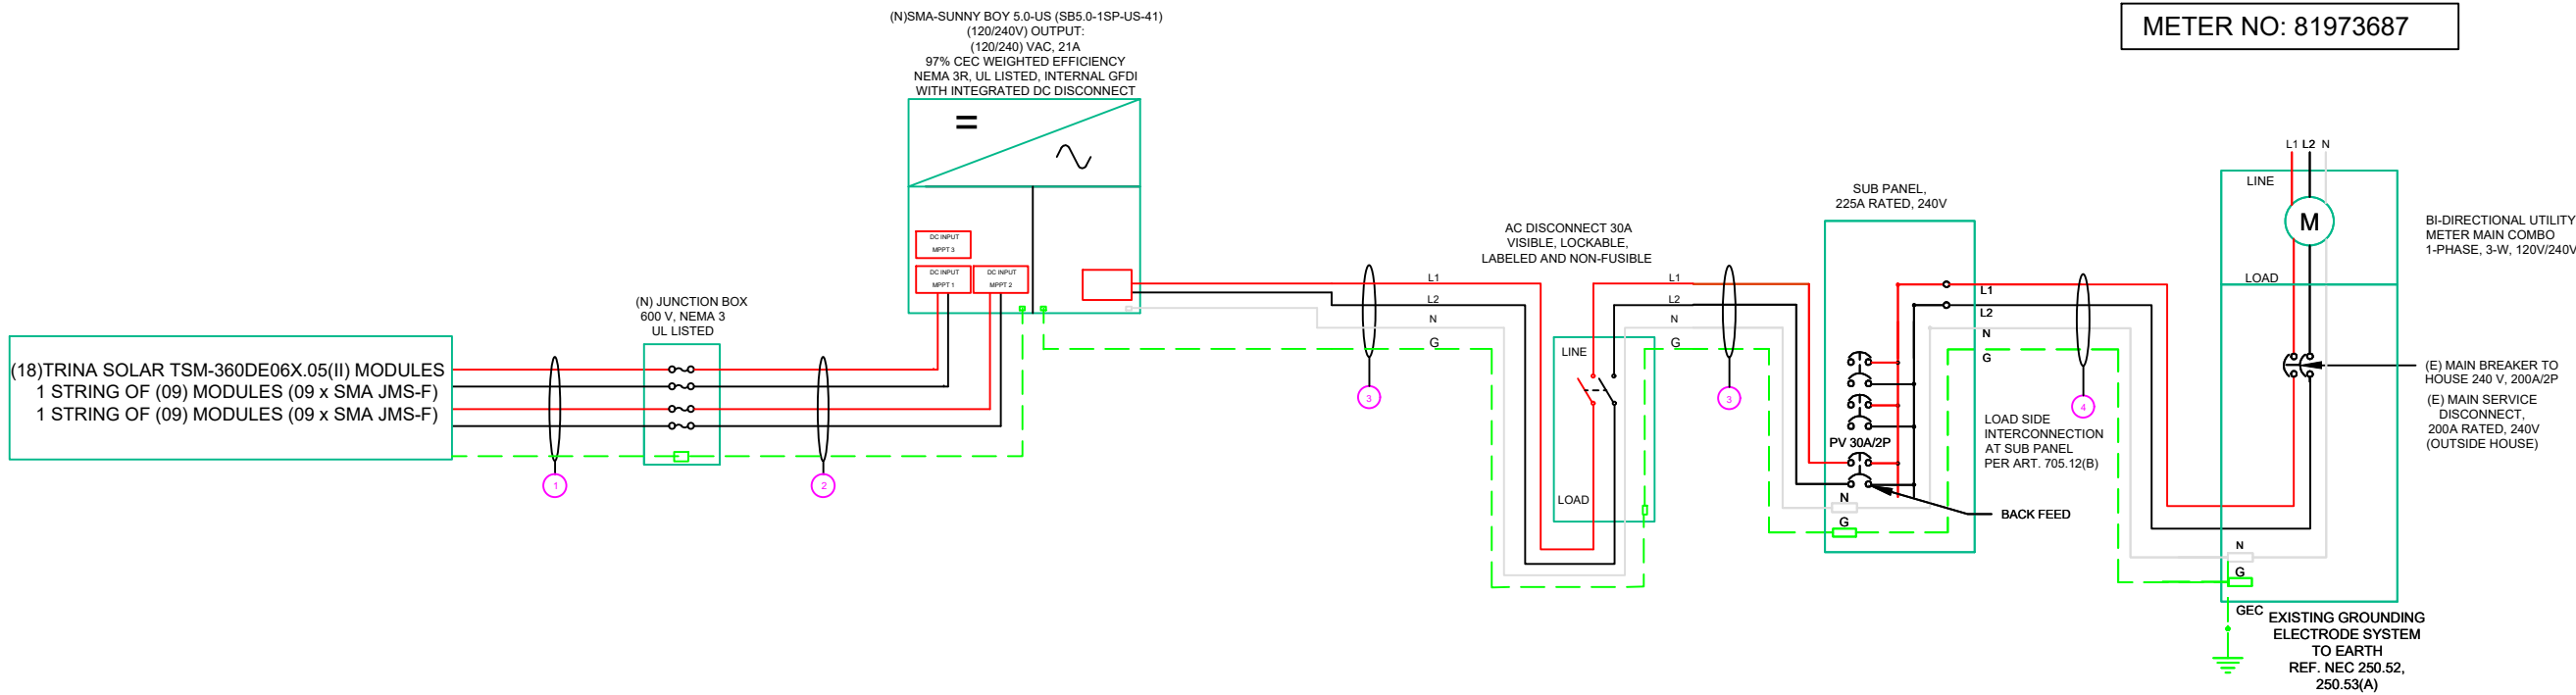 METER NO: 81973687
(N)SMA-SUNNY BOY 5.0-US (SB5.0-1SP-US-41)
(120/240V) OUTPUT:
(120/240) VAC, 21A
97% CEC WEIGHTED EFFICIENCY
NEMA 3R, UL LISTED, INTERNAL GFDI
WITH INTEGRATED DC DISCONNECT
DC INPUT
MPPT 3
DC INPUT
MPPT 1
DC INPUT
MPPT 2
(N) JUNCTION BOX
600 V, NEMA 3
UL LISTED
(18)TRINA SOLAR TSM-360DE06X.05(II) MODULES
1 STRING OF (09) MODULES (09 x SMA JMS-F)
1 STRING OF (09) MODULES (09 x SMA JMS-F)
1
2
L1
L2
N
G
3
AC DISCONNECT 30A
VISIBLE, LOCKABLE,
LABELED AND NON-FUSIBLE
LINE
LOAD
L1
L2
N
G
3
SUB PANEL,
225A RATED, 240V
PV 30A/2P
N
G
BACK FEED
L1
L2
N
G
LOAD SIDE
INTERCONNECTION
AT SUB PANEL
PER ART. 705.12(B)
4
L1 L2 N
LINE
M
LOAD
BI-DIRECTIONAL UTILITY
METER MAIN COMBO
1-PHASE, 3-W, 120V/240V
(E) MAIN BREAKER TO
HOUSE 240 V, 200A/2P
(E) MAIN SERVICE
DISCONNECT,
200A RATED, 240V
(OUTSIDE HOUSE)
N
G
GEC
EXISTING GROUNDING
ELECTRODE SYSTEM
TO EARTH
REF. NEC 250.52,
250.53(A)